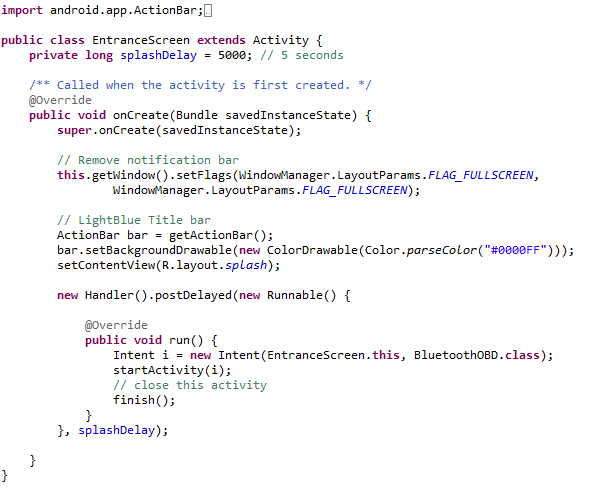 import android.app.ActionBar;
public class EntranceScreen extends Activity {
    private long splashDelay = 5000; // 5 seconds
    /** Called when the activity is first created. */
    @Override
    public void onCreate(Bundle savedInstanceState) {
        super.onCreate(savedInstanceState);
        // Remove notification bar
        this.getWindow().setFlags(WindowManager.LayoutParams.FLAG_FULLSCREEN,
                WindowManager.LayoutParams.FLAG_FULLSCREEN);
        // LightBlue Title bar
        ActionBar bar = getActionBar();
        bar.setBackgroundDrawable(new ColorDrawable(Color.parseColor("#0000FF")));
        setContentView(R.layout.splash);
        new Handler().postDelayed(new Runnable() {
            @Override
            public void run() {
                Intent i = new Intent(EntranceScreen.this, BluetoothOBD.class);
                startActivity(i);
                // close this activity
                finish();
            }
        }, splashDelay);
    }
}